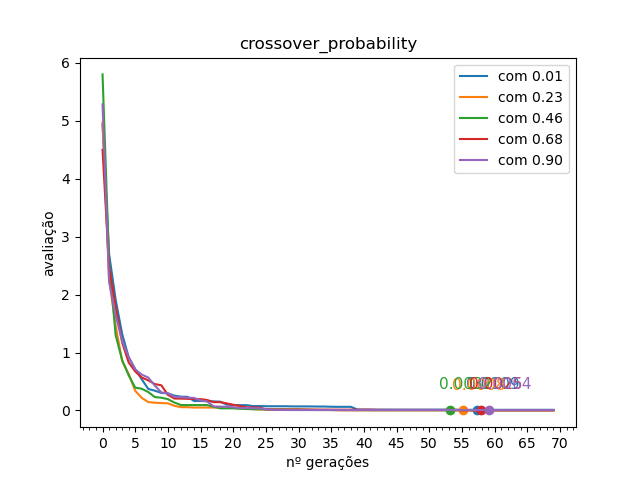 crossover_probability
6
5
4
3
2
1
0
avaliação
com 0.01
com 0.23
com 0.46
com 0.68
com 0.90
0 5 10 15 20 25 30 35 40 45 50 55 60 65 70
nº gerações